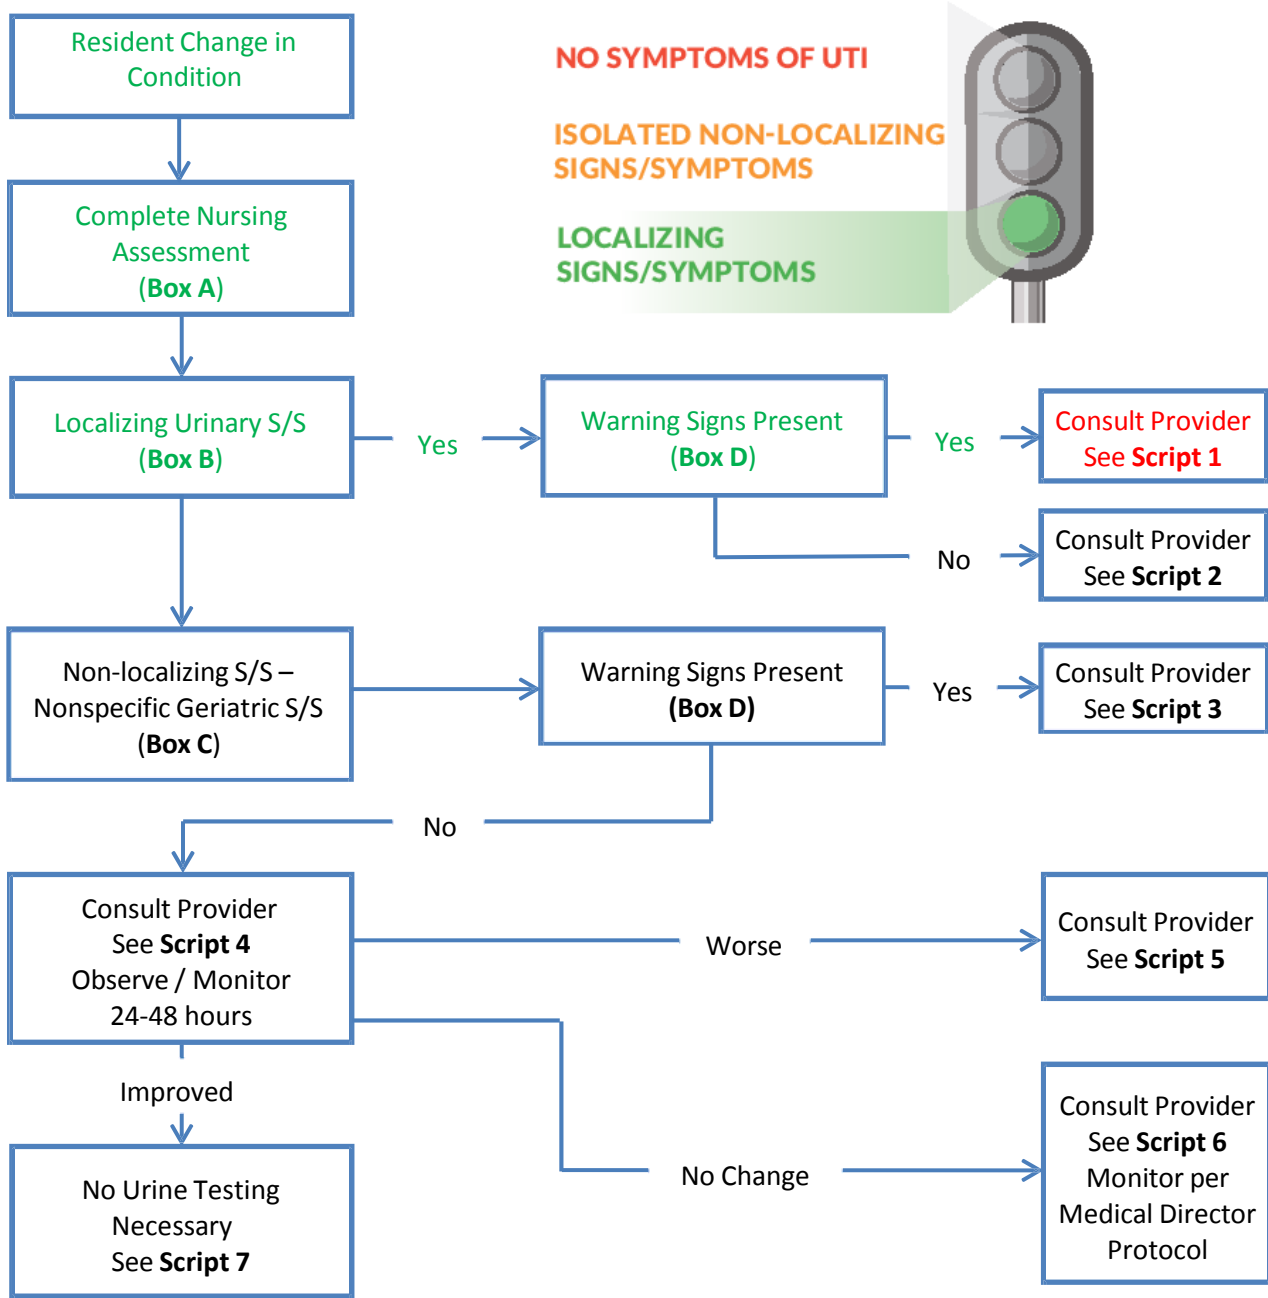 Resident Change in
Condition
NO SYMPTOMS OF UTI
ISOLATED NON-LOCALIZING
SIGNS/SYMPTOMS
LOCALIZING
SIGNS/SYMPTOMS
Complete Nursing
Assessment
(Box A)
Localizing Urinary S/S
(Box B)
Yes
Warning Signs Present
(Box D)
Yes
Consult Provider
See Script 1
No
Consult Provider
See Script 2
Non-localizing S/S –
Nonspecific Geriatric S/S
(Box C)
Warning Signs Present
(Box D)
Yes
Consult Provider
See Script 3
No
Consult Provider
See Script 4
Observe / Monitor
24-48 hours
Worse
Consult Provider
See Script 5
Improved
No Change
Consult Provider
See Script 6
Monitor per
Medical Director
Protocol
No Urine Testing
Necessary
See Script 7